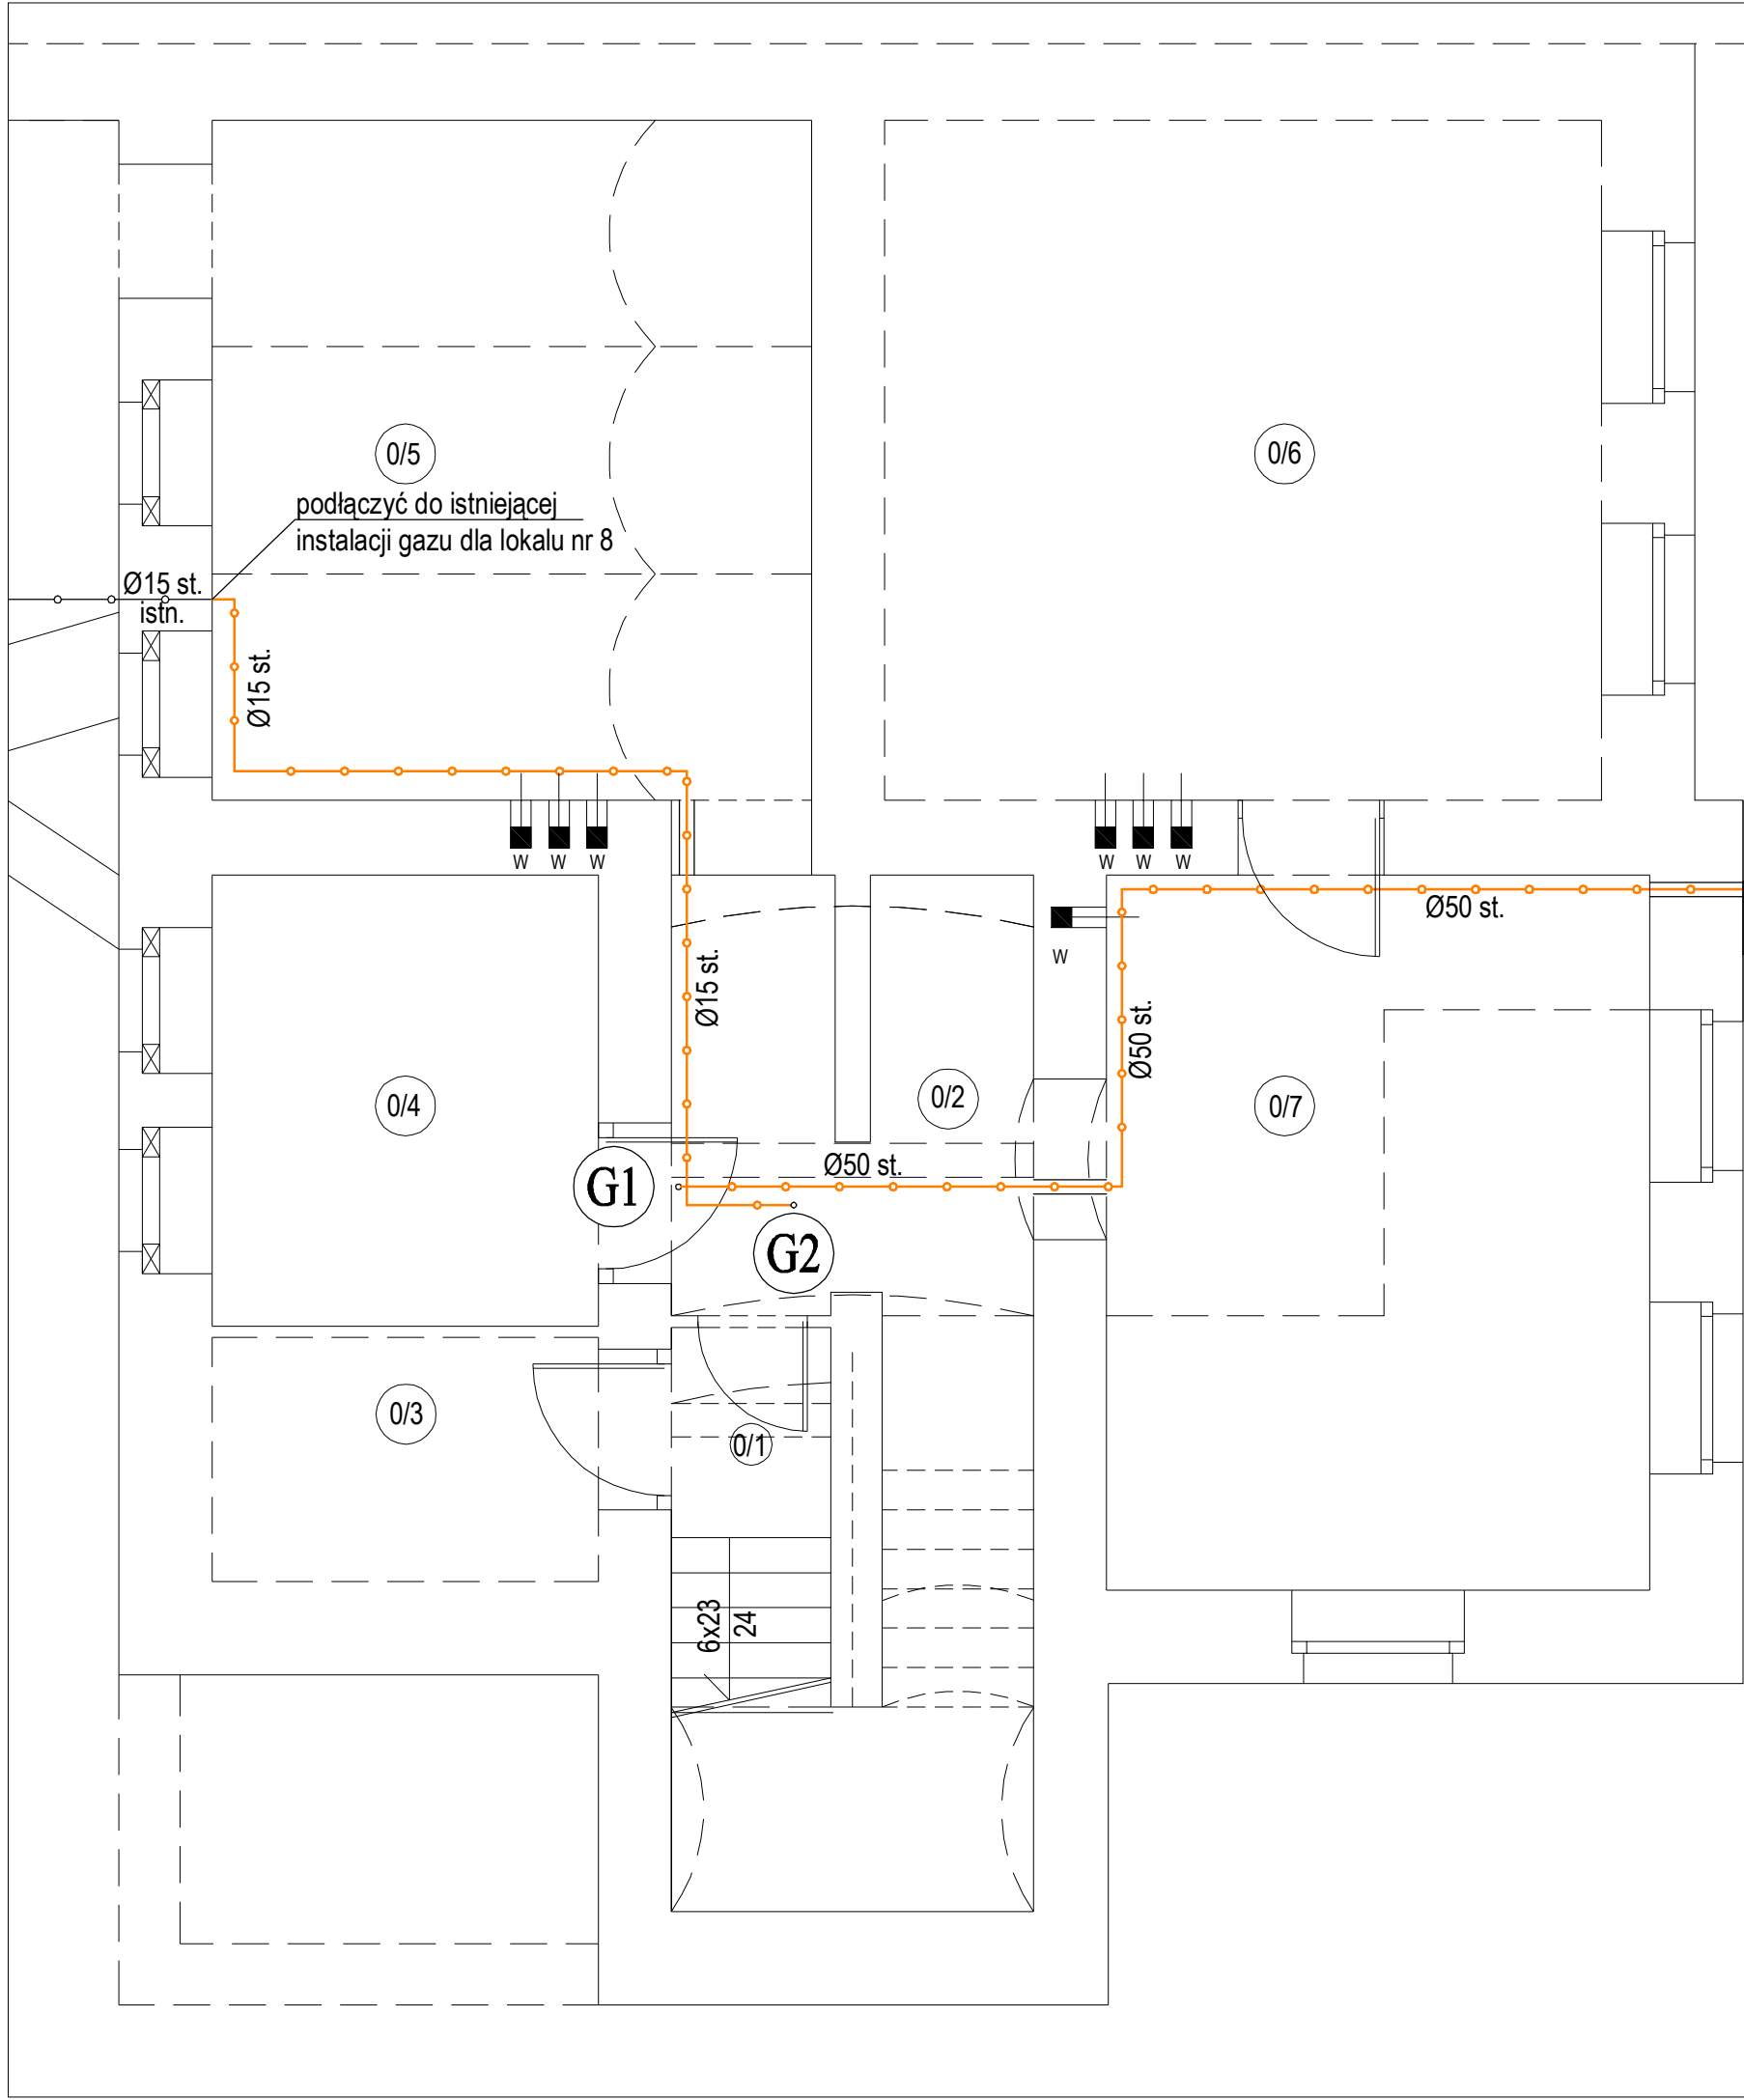 0/5
0/6
podłączyć do istniejącej
instalacji gazu dla lokalu nr 8
Ø15 st.
istn.
Ø15 st.
W W W
W W W
Ø50 st.
W
Ø15 st.
Ø50 st.
0/4
0/2
0/7
Ø50 st.
G1
G2
0/3
0/1
6x23
24